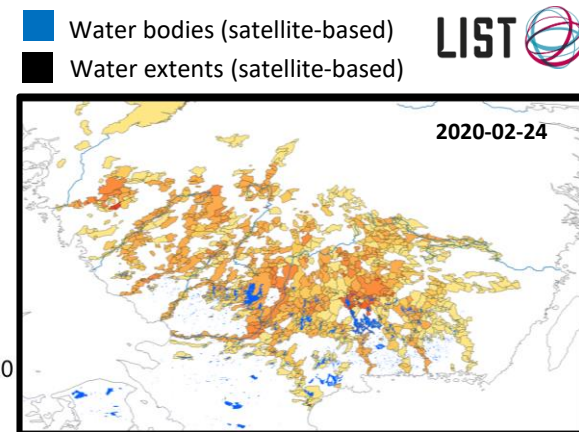 Water bodies (satellite-based)
LIST
Water extents (satellite-based)
2020-02-24
0